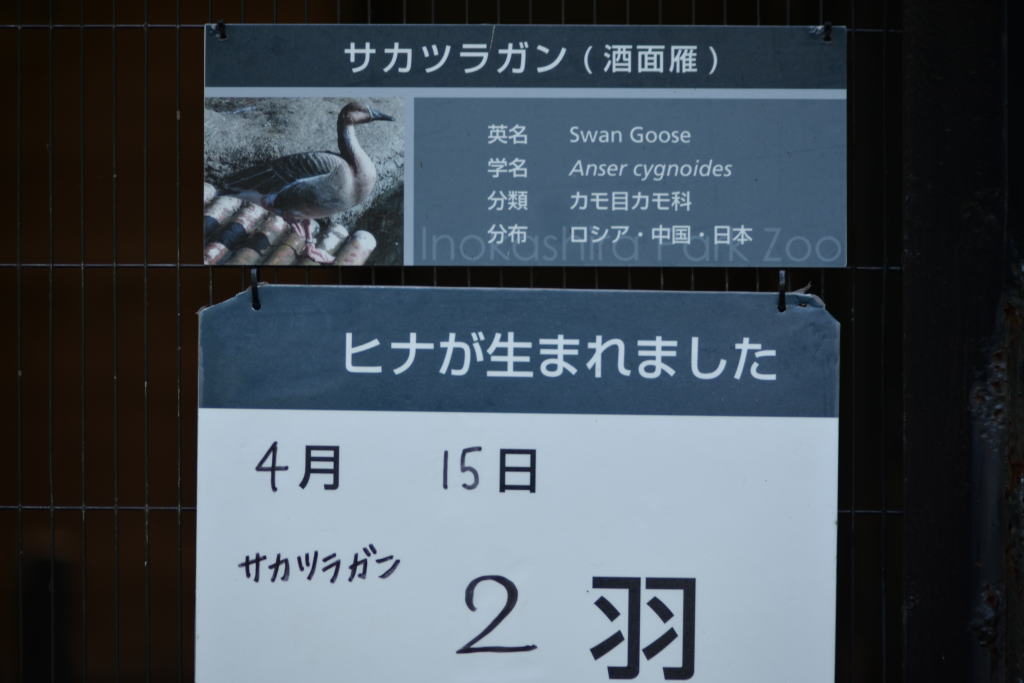 サカツラガン(酒面雁)
英名 Swan Goose
学名 Anser cygnoides
分類 カモ目カモ科
分布 ロシア・中国・日本
Inokashira Park Zoo
ヒナが生まれました
4月 15日
サカツラガン
2羽